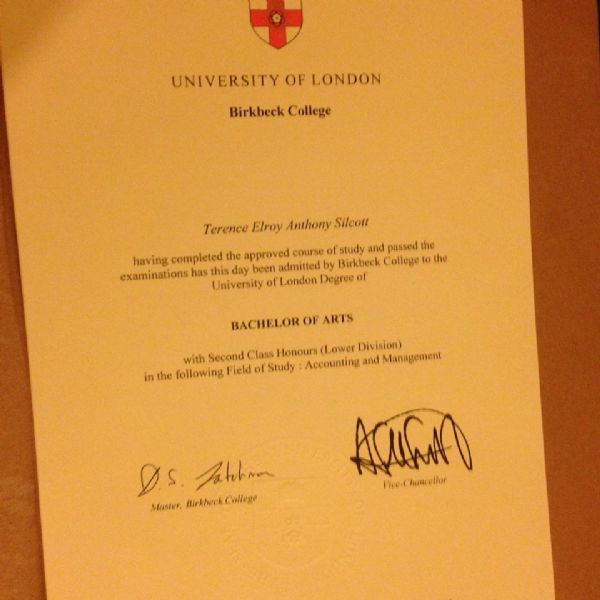 UNIVERSITY OF LONDON
Birkbeck College
Terence Elroy Anthony Silcott
having completed the approved course of study and passed the
examinations has this day been admitted by Birkbeck College to the
University of London Degree of
BACHELOR OF ARTS
with Second Class Honours (Lower Division)
in the following Field of Study : Accounting and Management
D. S.
Master, Birkbeck College
Vice-Chancellor